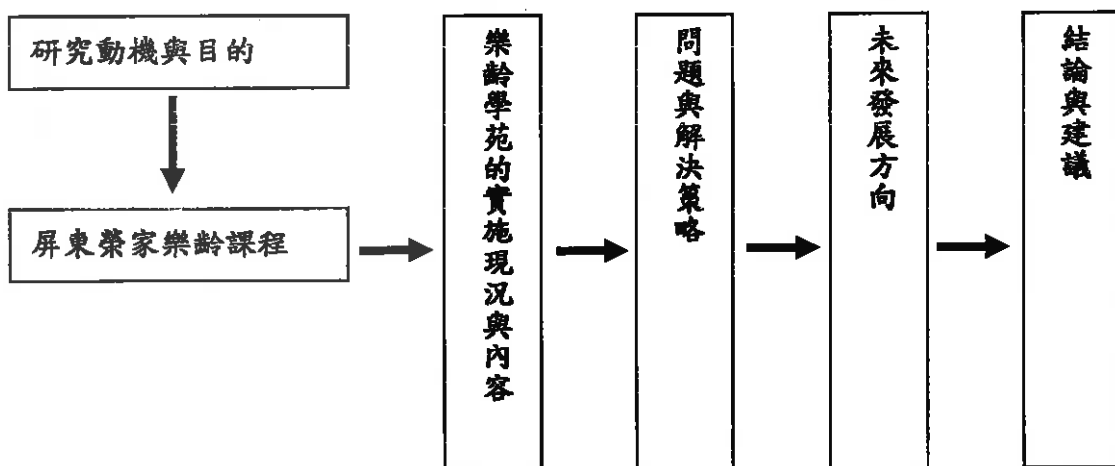 研究動機與目的
屏東榮家樂齡課程
樂齡學苑的實施現況與內容
問題與解決策略
未來發展方向
結論與建議